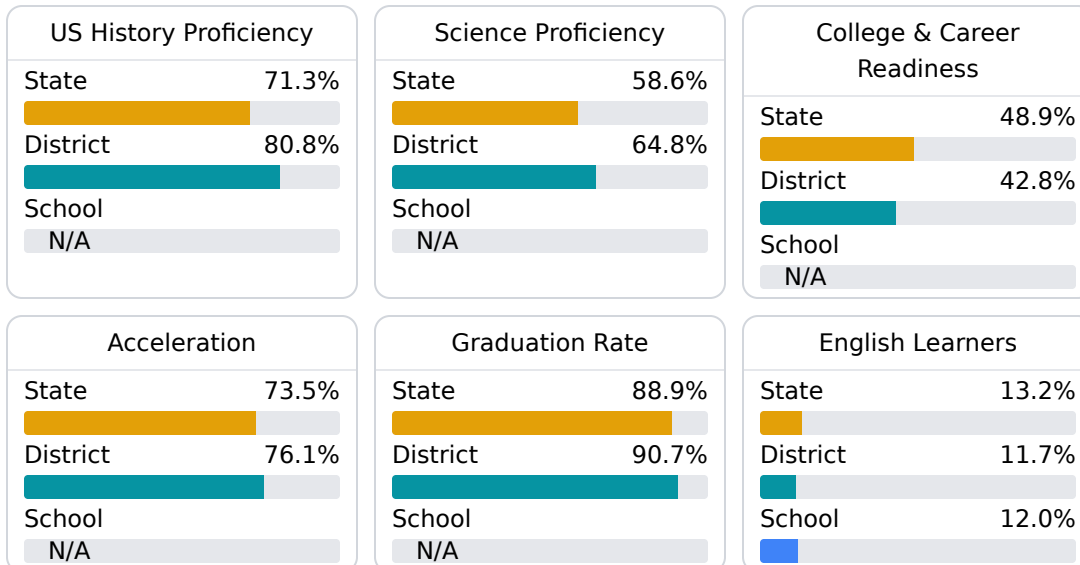 US History Proficiency
State 71.3%
District 80.8%
School
N/A
Science Proficiency
State 58.6%
District 64.8%
School
N/A
College & Career
Readiness
State 48.9%
District 42.8%
School
N/A
Acceleration
State 73.5%
District 76.1%
School
N/A
Graduation Rate
State 88.9%
District 90.7%
School
N/A
English Learners
State 13.2%
District 11.7%
School 12.0%